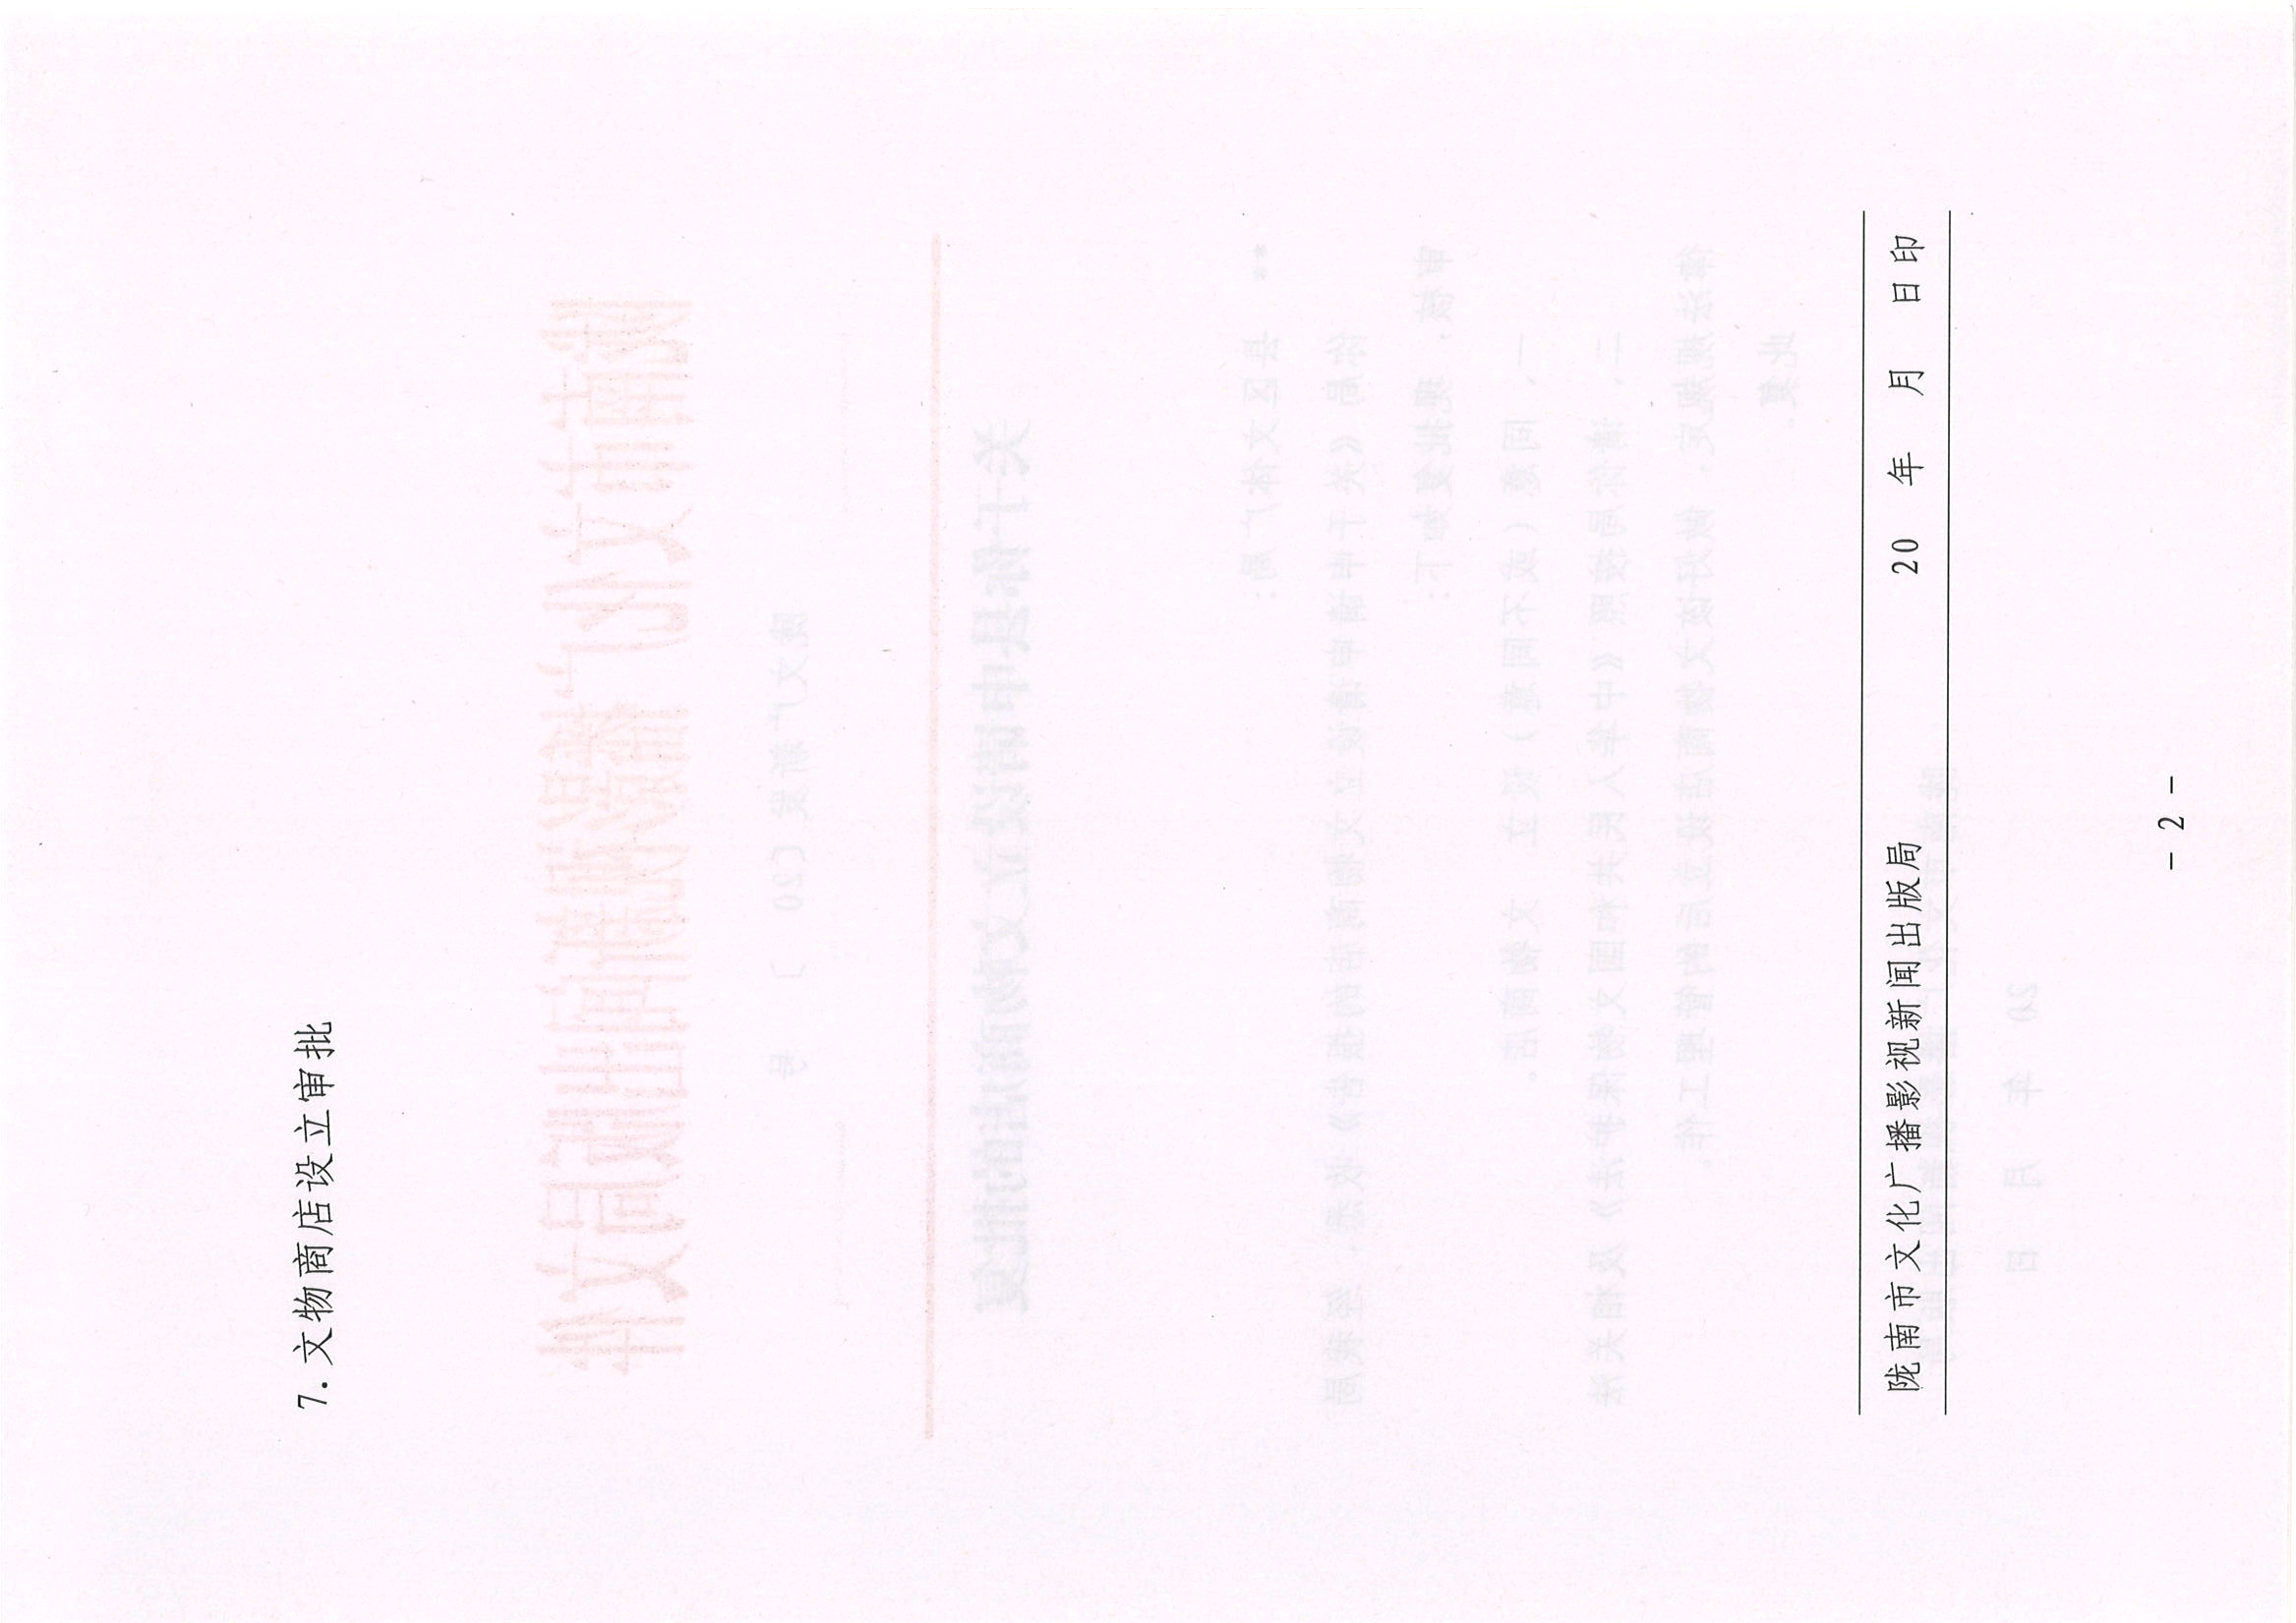 7.文物商店设立审批
陇南市文化广播影视新闻出版局文件
陇文广新发〔20 〕 号
关于你县申请设立文物商店的批复
** 县区文体广局：
你局《关于申请申请设立文物商店的报告》收悉，经我局
审核，现批复如下：
一、同意（或不同意）设立 文物商店。
二、请你局按照《中华人民共和国文物保护法》及相关法
律法规规定，做好该文物商店设立后的管理工作。
此复。
陇南市文化广播影视新闻出版局 20 年 月 日印
陇南市文化广播影视新闻出版局
20 年 月 日
- 2 -